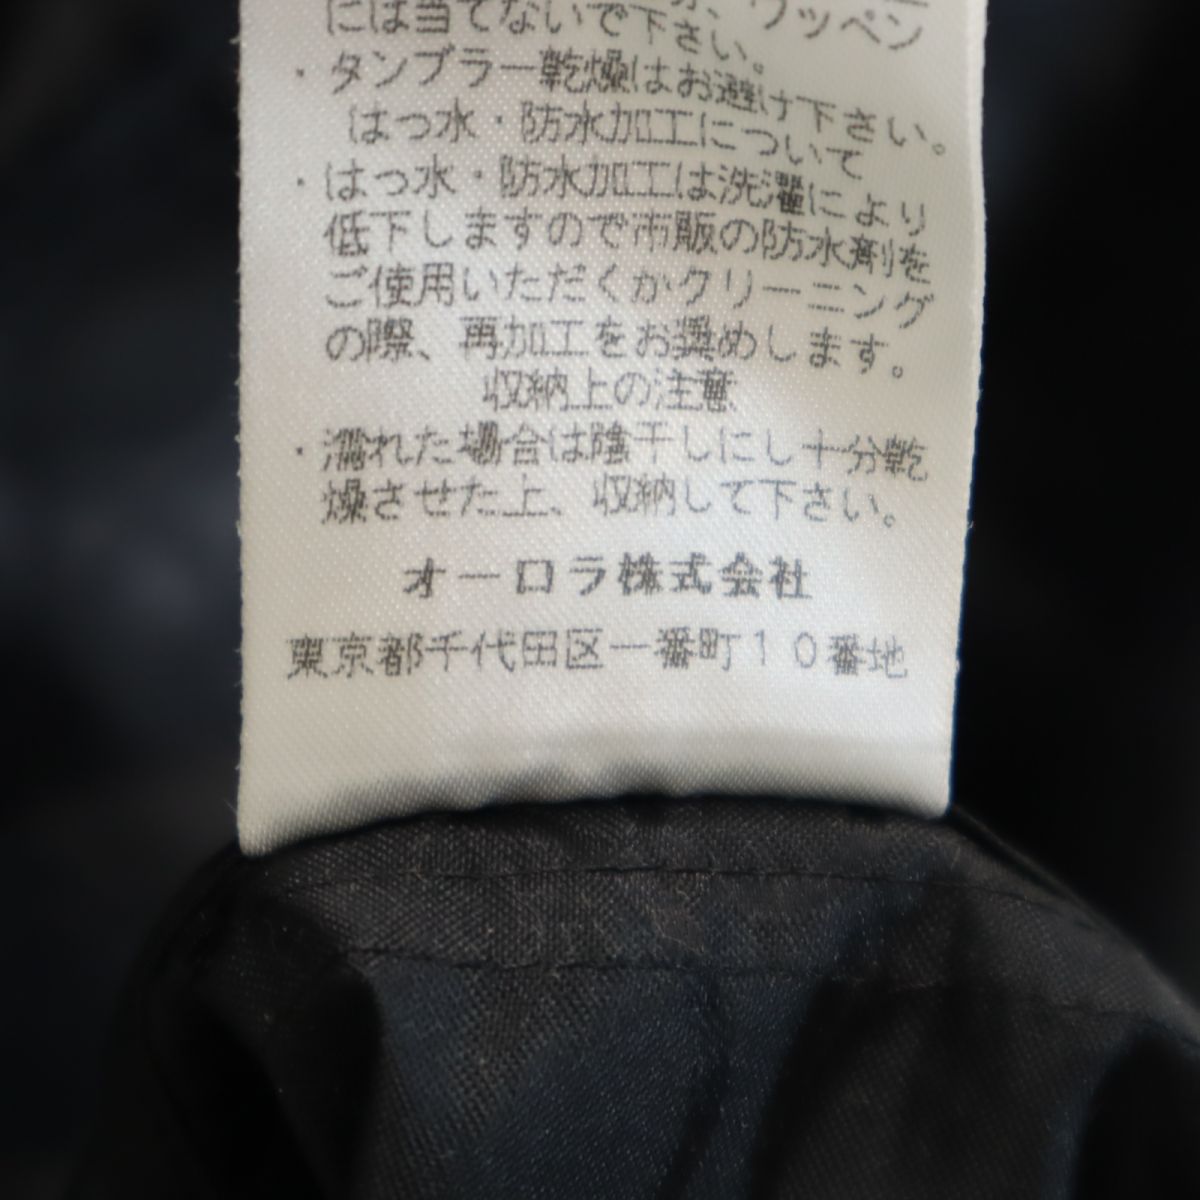 、ワッペン
には当てないで下さい。
・タンブラー乾燥はお避け下さい。
はっ水・防水加工について
・はっ水・防水加工は洗濯により
低下しますので市販の防水剤を
ご使用いただくかクリーニング
の際、再加工をお奨めします。
収納上の注意
・濡れた場合は陰干しにし十分乾
燥させた上、収納して下さい。
オーロラ株式会社
東京都千代田区一番町10番地